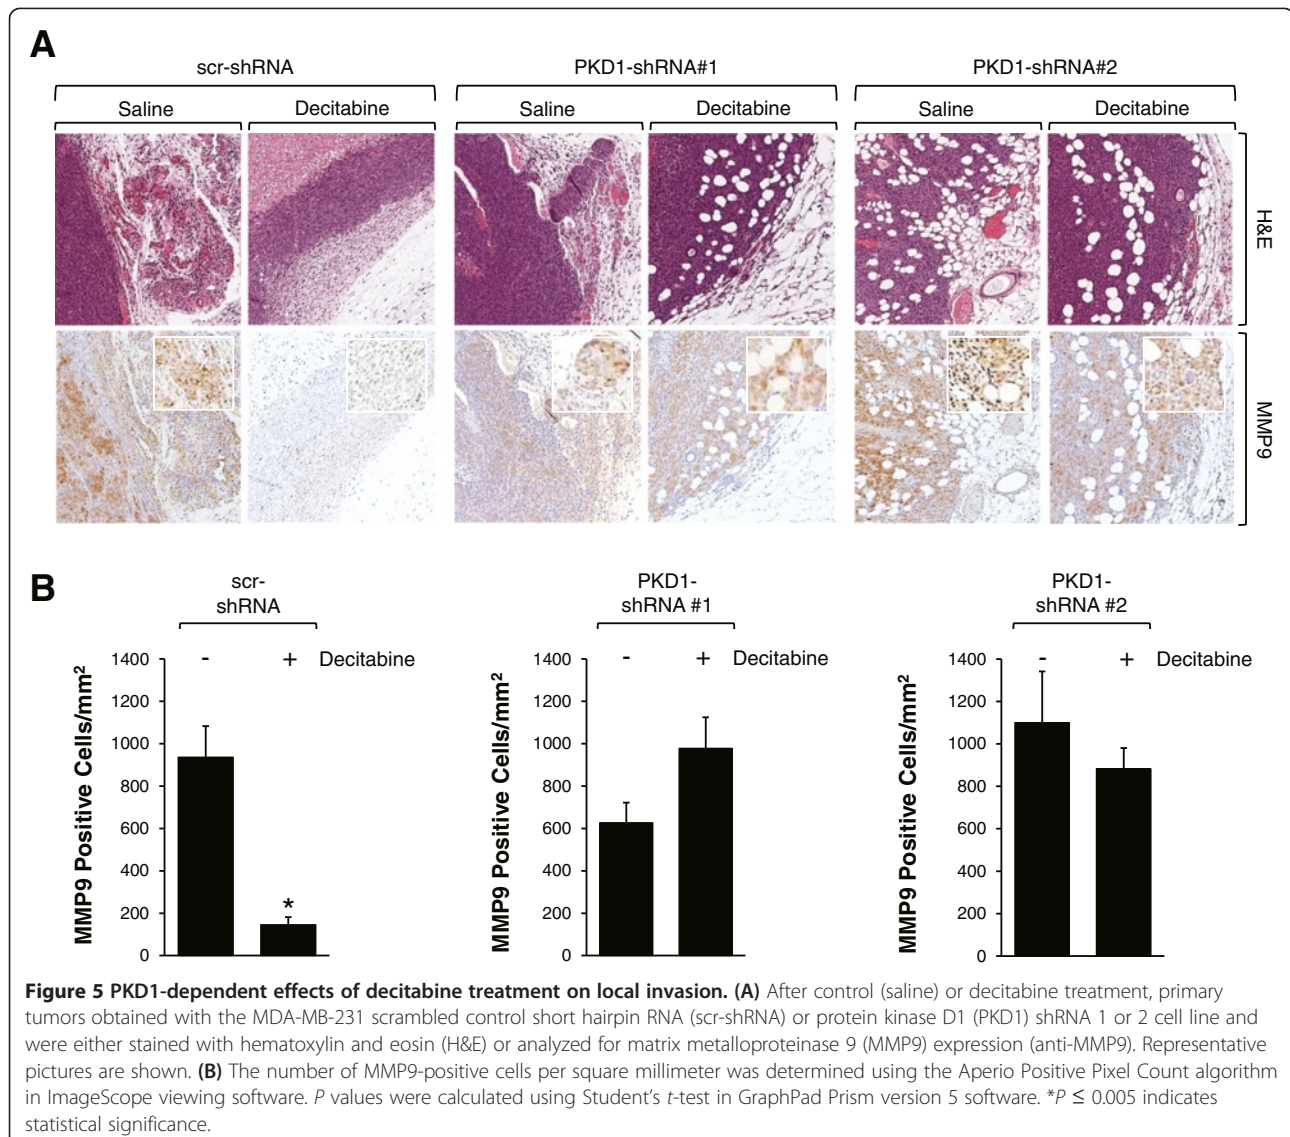 A
scr-shRNA PKD1-shRNA#1 PKD1-shRNA#2
Saline Decitabine Saline Decitabine Saline Decitabine
H&E
MMP9
B
scr-
shRNA
- + Decitabine
MMP9 Positive Cells/mm²
1400
1200
1000
800
600
400
200
0
*
PKD1-
shRNA #1
- + Decitabine
MMP9 Positive Cells/mm²
1400
1200
1000
800
600
400
200
0
PKD1-
shRNA #2
- + Decitabine
MMP9 Positive Cells/mm²
1400
1200
1000
800
600
400
200
0
Figure 5 PKD1-dependent effects of decitabine treatment on local invasion. (A) After control (saline) or decitabine treatment, primary
tumors obtained with the MDA-MB-231 scrambled control short hairpin RNA (scr-shRNA) or protein kinase D1 (PKD1) shRNA 1 or 2 cell line and
were either stained with hematoxylin and eosin (H&E) or analyzed for matrix metalloproteinase 9 (MMP9) expression (anti-MMP9). Representative
pictures are shown. (B) The number of MMP9-positive cells per square millimeter was determined using the Aperio Positive Pixel Count algorithm
in ImageScope viewing software. P values were calculated using Student's t-test in GraphPad Prism version 5 software. *P ≤ 0.005 indicates
statistical significance.